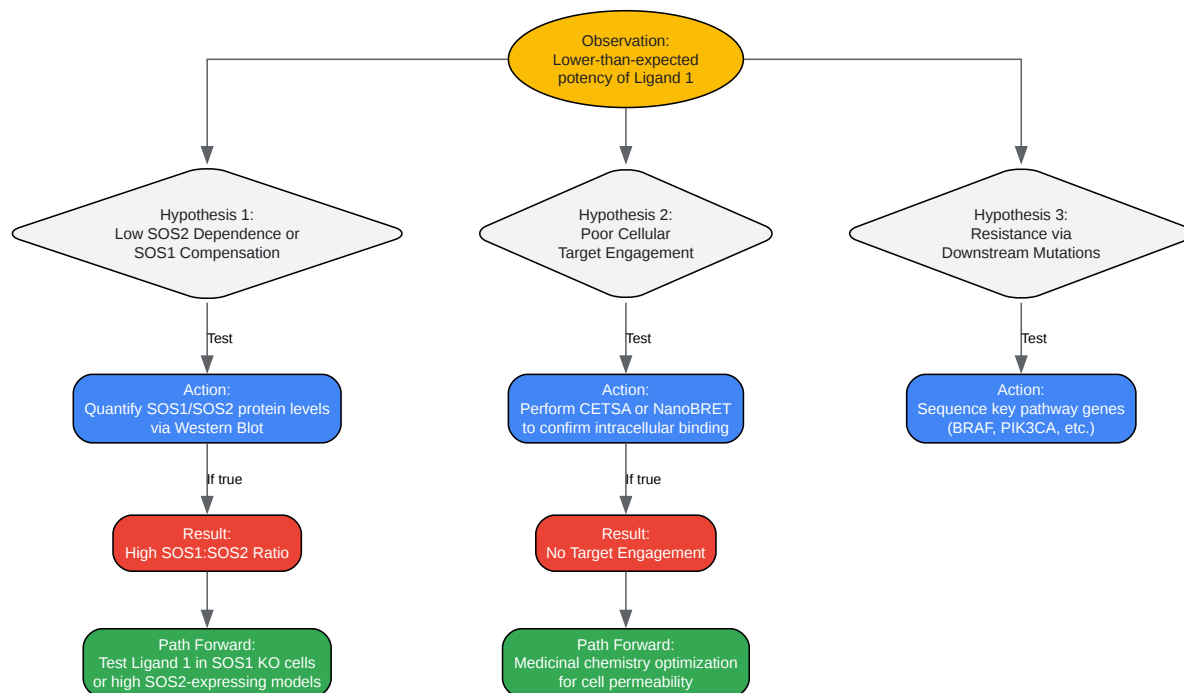 Observation:
Lower-than-expected
potency of Ligand 1
Hypothesis 1:
Low SOS2 Dependence or
SOS1 Compensation
Hypothesis 2:
Poor Cellular
Target Engagement
Hypothesis 3:
Resistance via
Downstream Mutations
Test
Test
Test
Action:
Quantify SOS1/SOS2 protein levels
via Western Blot
Action:
Perform CETSA or NanoBRET
to confirm intracellular binding
Action:
Sequence key pathway genes
(BRAF, PIK3CA, etc.)
If true
If true
Result:
High SOS1:SOS2 Ratio
Result:
No Target Engagement
Path Forward:
Test Ligand 1 in SOS1 KO cells
or high SOS2-expressing models
Path Forward:
Medicinal chemistry optimization
for cell permeability